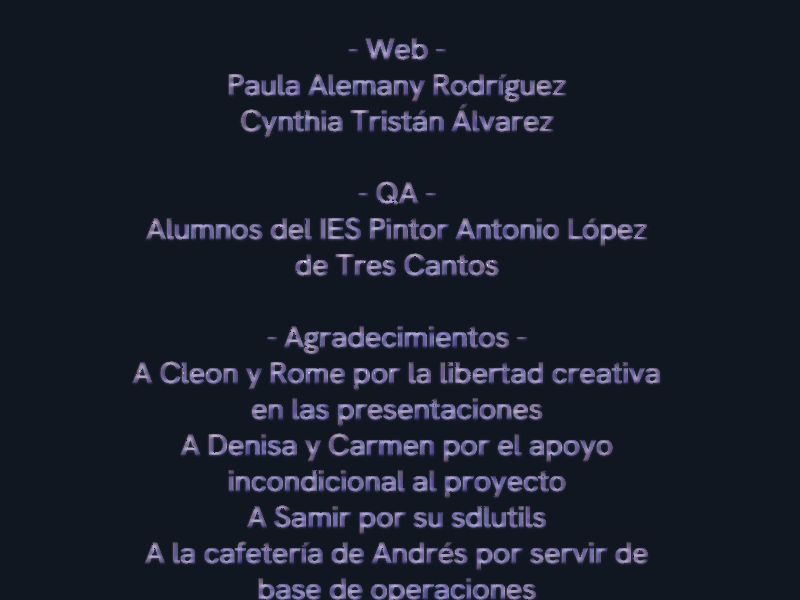 - Web -
Paula Alemany Rodríguez
Cynthia Tristán Álvarez
- QA -
Alumnos del IES Pintor Antonio López
de Tres Cantos
- Agradecimientos -
A Cleon y Rome por la libertad creativa
en las presentaciones
A Denisa y Carmen por el apoyo
incondicional al proyecto
A Samir por su sdlutils
A la cafetería de Andrés por servir de
base de operaciones